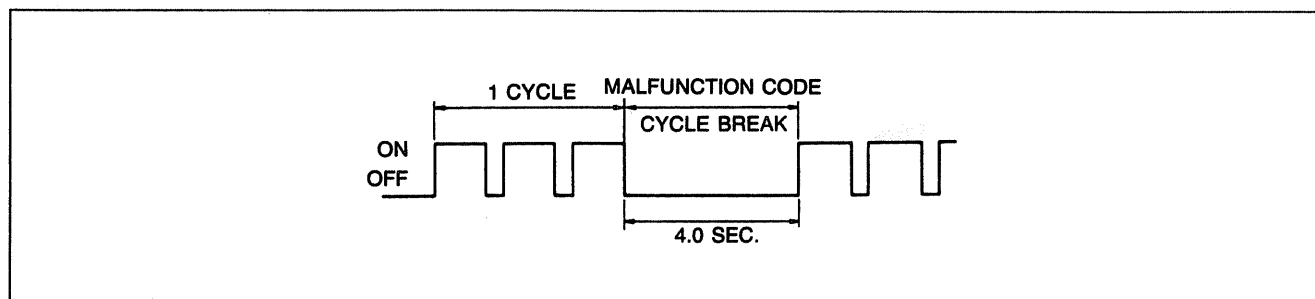 1 CYCLE
MALFUNCTION CODE
CYCLE BREAK
ON
OFF
4.0 SEC.